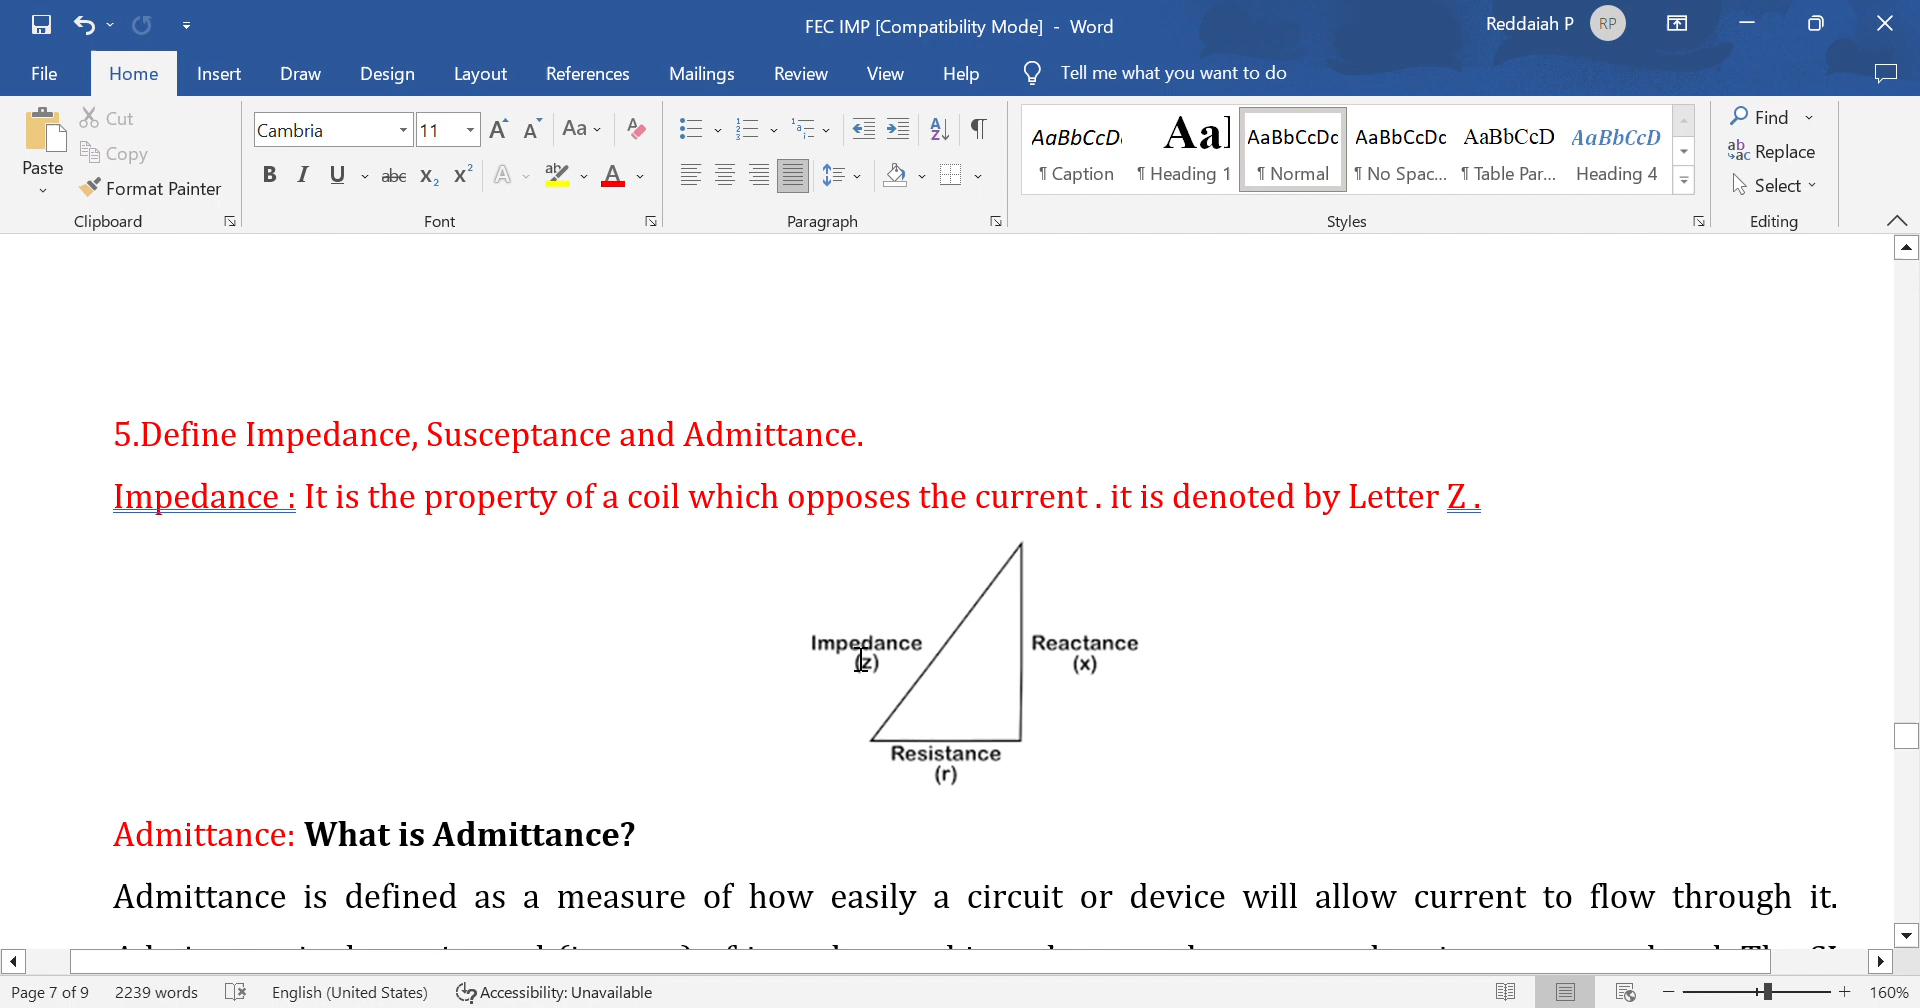 FEC IMP [Compatibility Mode] - Word
Reddaiah P RP
File Home Insert Draw Design Layout References Mailings Review View Help Tell me what you want to do
Paste
Cut
Copy
Format Painter
Clipboard
Cambria 11
Font
Paragraph
AaBbCcD AaI AaBbCcDc AaBbCcDc AaBbCcD AaBbCcD
¶ Caption ¶ Heading 1 ¶ Normal ¶ No Spac... ¶ Table Par... Heading 4
Styles
Find
Replace
Select
Editing
5.Define Impedance, Susceptance and Admittance.
Impedance : It is the property of a coil which opposes the current . it is denoted by Letter Z .
Impedance
(z)
Reactance
(x)
Resistance
(r)
Admittance: What is Admittance?
Admittance is defined as a measure of how easily a circuit or device will allow current to flow through it.
Page 7 of 9 2239 words English (United States) Accessibility: Unavailable 160%